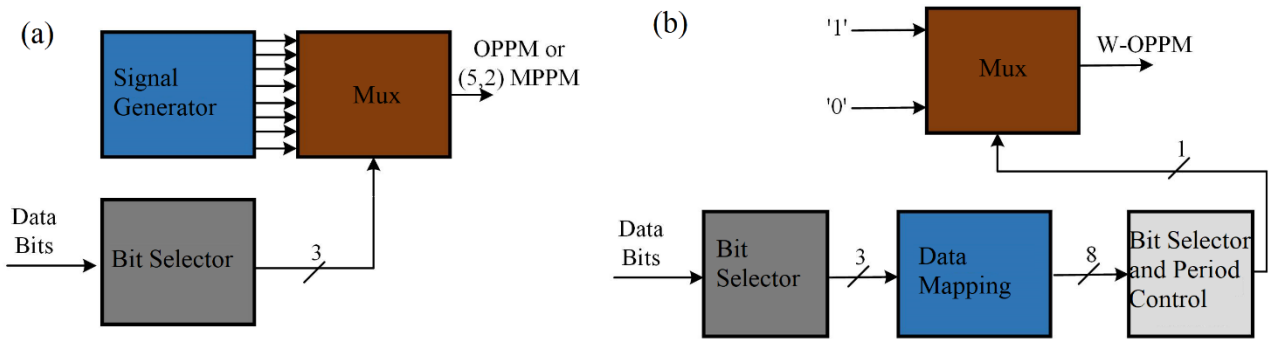 (a)
Signal
Generator
Mux
OPPM or
(5,2) MPPM
Data
Bits
Bit Selector
3
(b)
'1'
'0'
Mux
W-OPPM
1
Data
Bits
Bit
Selector
3
Data
Mapping
8
Bit Selector
and Period
Control